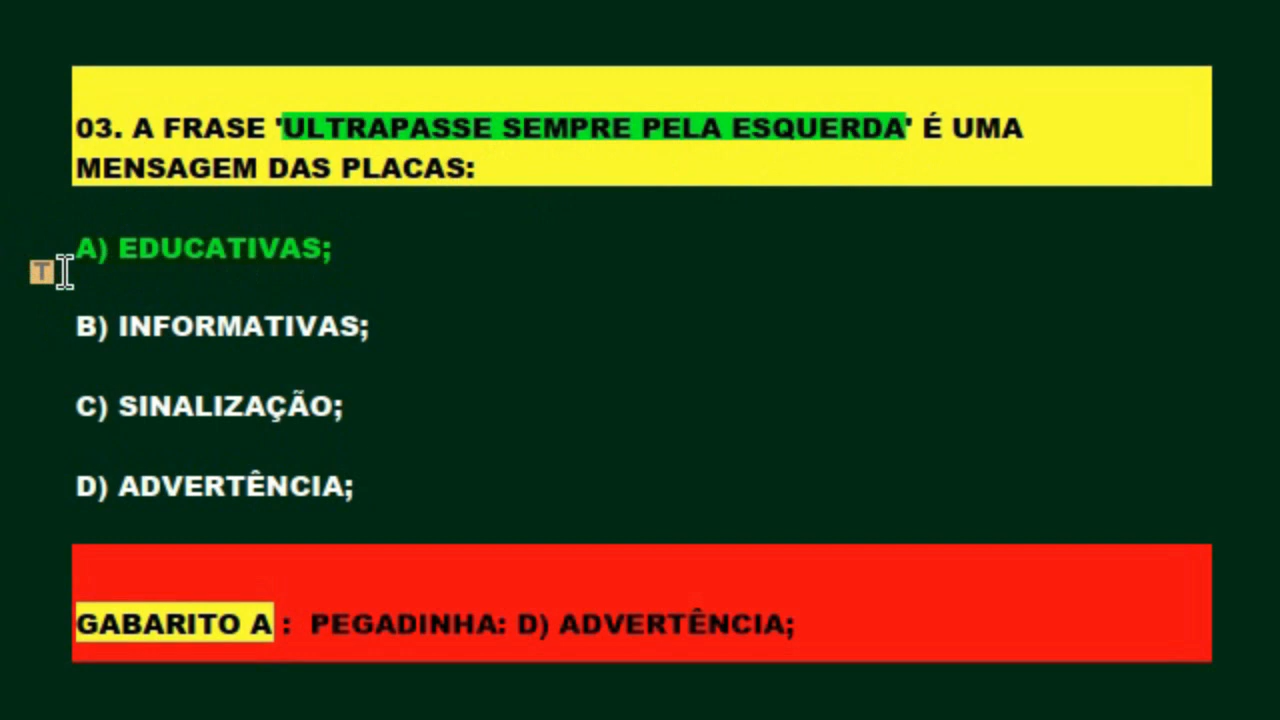 03. A FRASE 'ULTRAPASSE SEMPRE PELA ESQUERDA' É UMA
MENSAGEM DAS PLACAS:
A) EDUCATIVAS;
T
B) INFORMATIVAS;
C) SINALIZAÇÃO;
D) ADVERTÊNCIA;
GABARITO A : PEGADINHA: D) ADVERTÊNCIA;